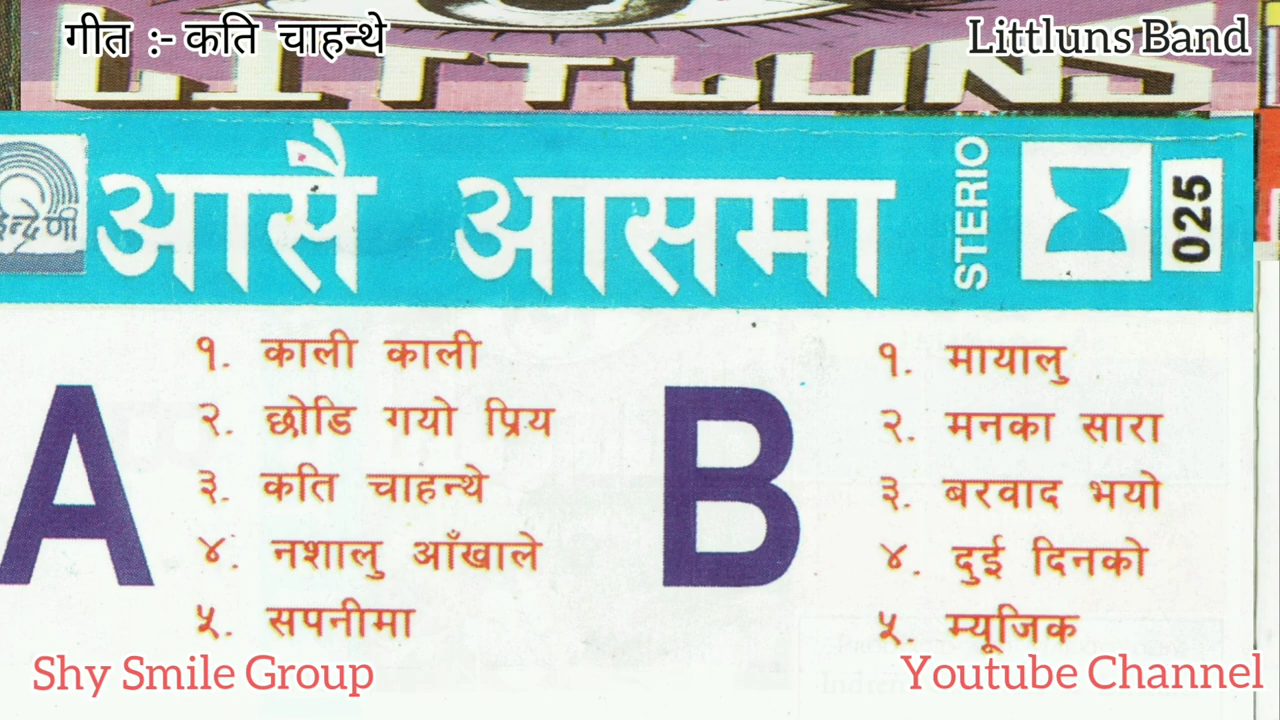 गीत :- कति चाहन्थे
Littluns Band
LITTLUNS
इन्द्रेणी
आसै आसमा
STERIO
025
A
१. काली काली
२. छोडि गयो प्रिय
३. कति चाहन्थे
४. नशालु आँखाले
५. सपनीमा
B
१. मायालु
२. मनका सारा
३. बरवाद भयो
४. दुई दिनको
५. म्यूजिक
Shy Smile Group
Youtube Channel